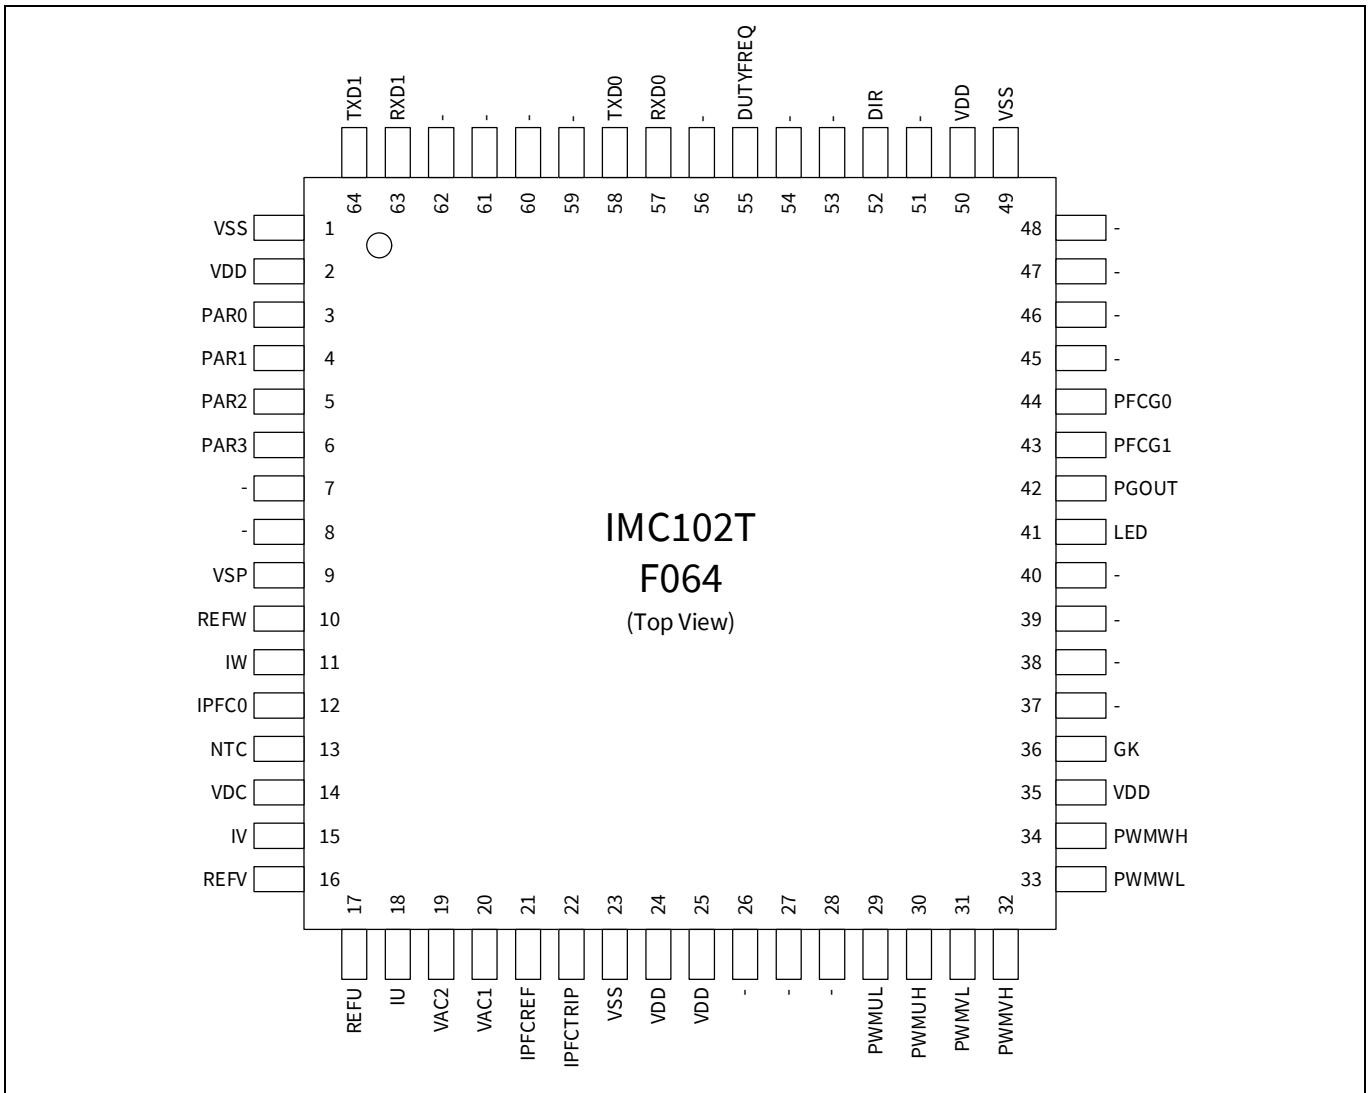 TXD1 RXD1 - - - - TXD0 RXD0 - DUTYFREQ - - DIR - VDD VSS
64 63 62 61 60 59 58 57 56 55 54 53 52 51 50 49
VSS 1 48 -
VDD 2 47 -
PAR0 3 46 -
PAR1 4 45 -
PAR2 5 44 PFCG0
PAR3 6 43 PFCG1
- 7 42 PGOUT
- 8 41 LED
VSP 9 40 -
REFW 10 39 -
IW 11 38 -
IPFC0 12 37 -
NTC 13 36 GK
VDC 14 35 VDD
IV 15 34 PWMWH
REFV 16 33 PWMWL
IMC102T
F064
(Top View)
17 18 19 20 21 22 23 24 25 26 27 28 29 30 31 32
REFU IU VAC2 VAC1 IPFCREF IPFCTRIP VSS VDD VDD - - - PWMUL PWMUH PWMVL PWMVH